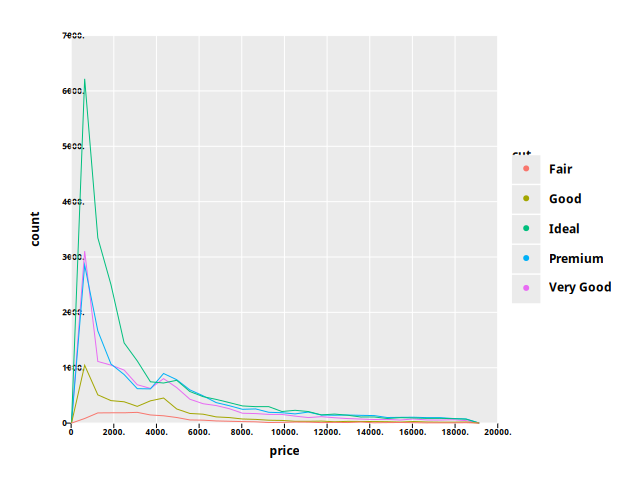 7000.
6000.
5000.
4000.
3000.
2000.
1000.
0
0
2000.
4000.
6000.
8000.
10000.
12000.
14000.
16000.
18000.
20000.
count
price
cut
Fair
Good
Ideal
Premium
Very Good